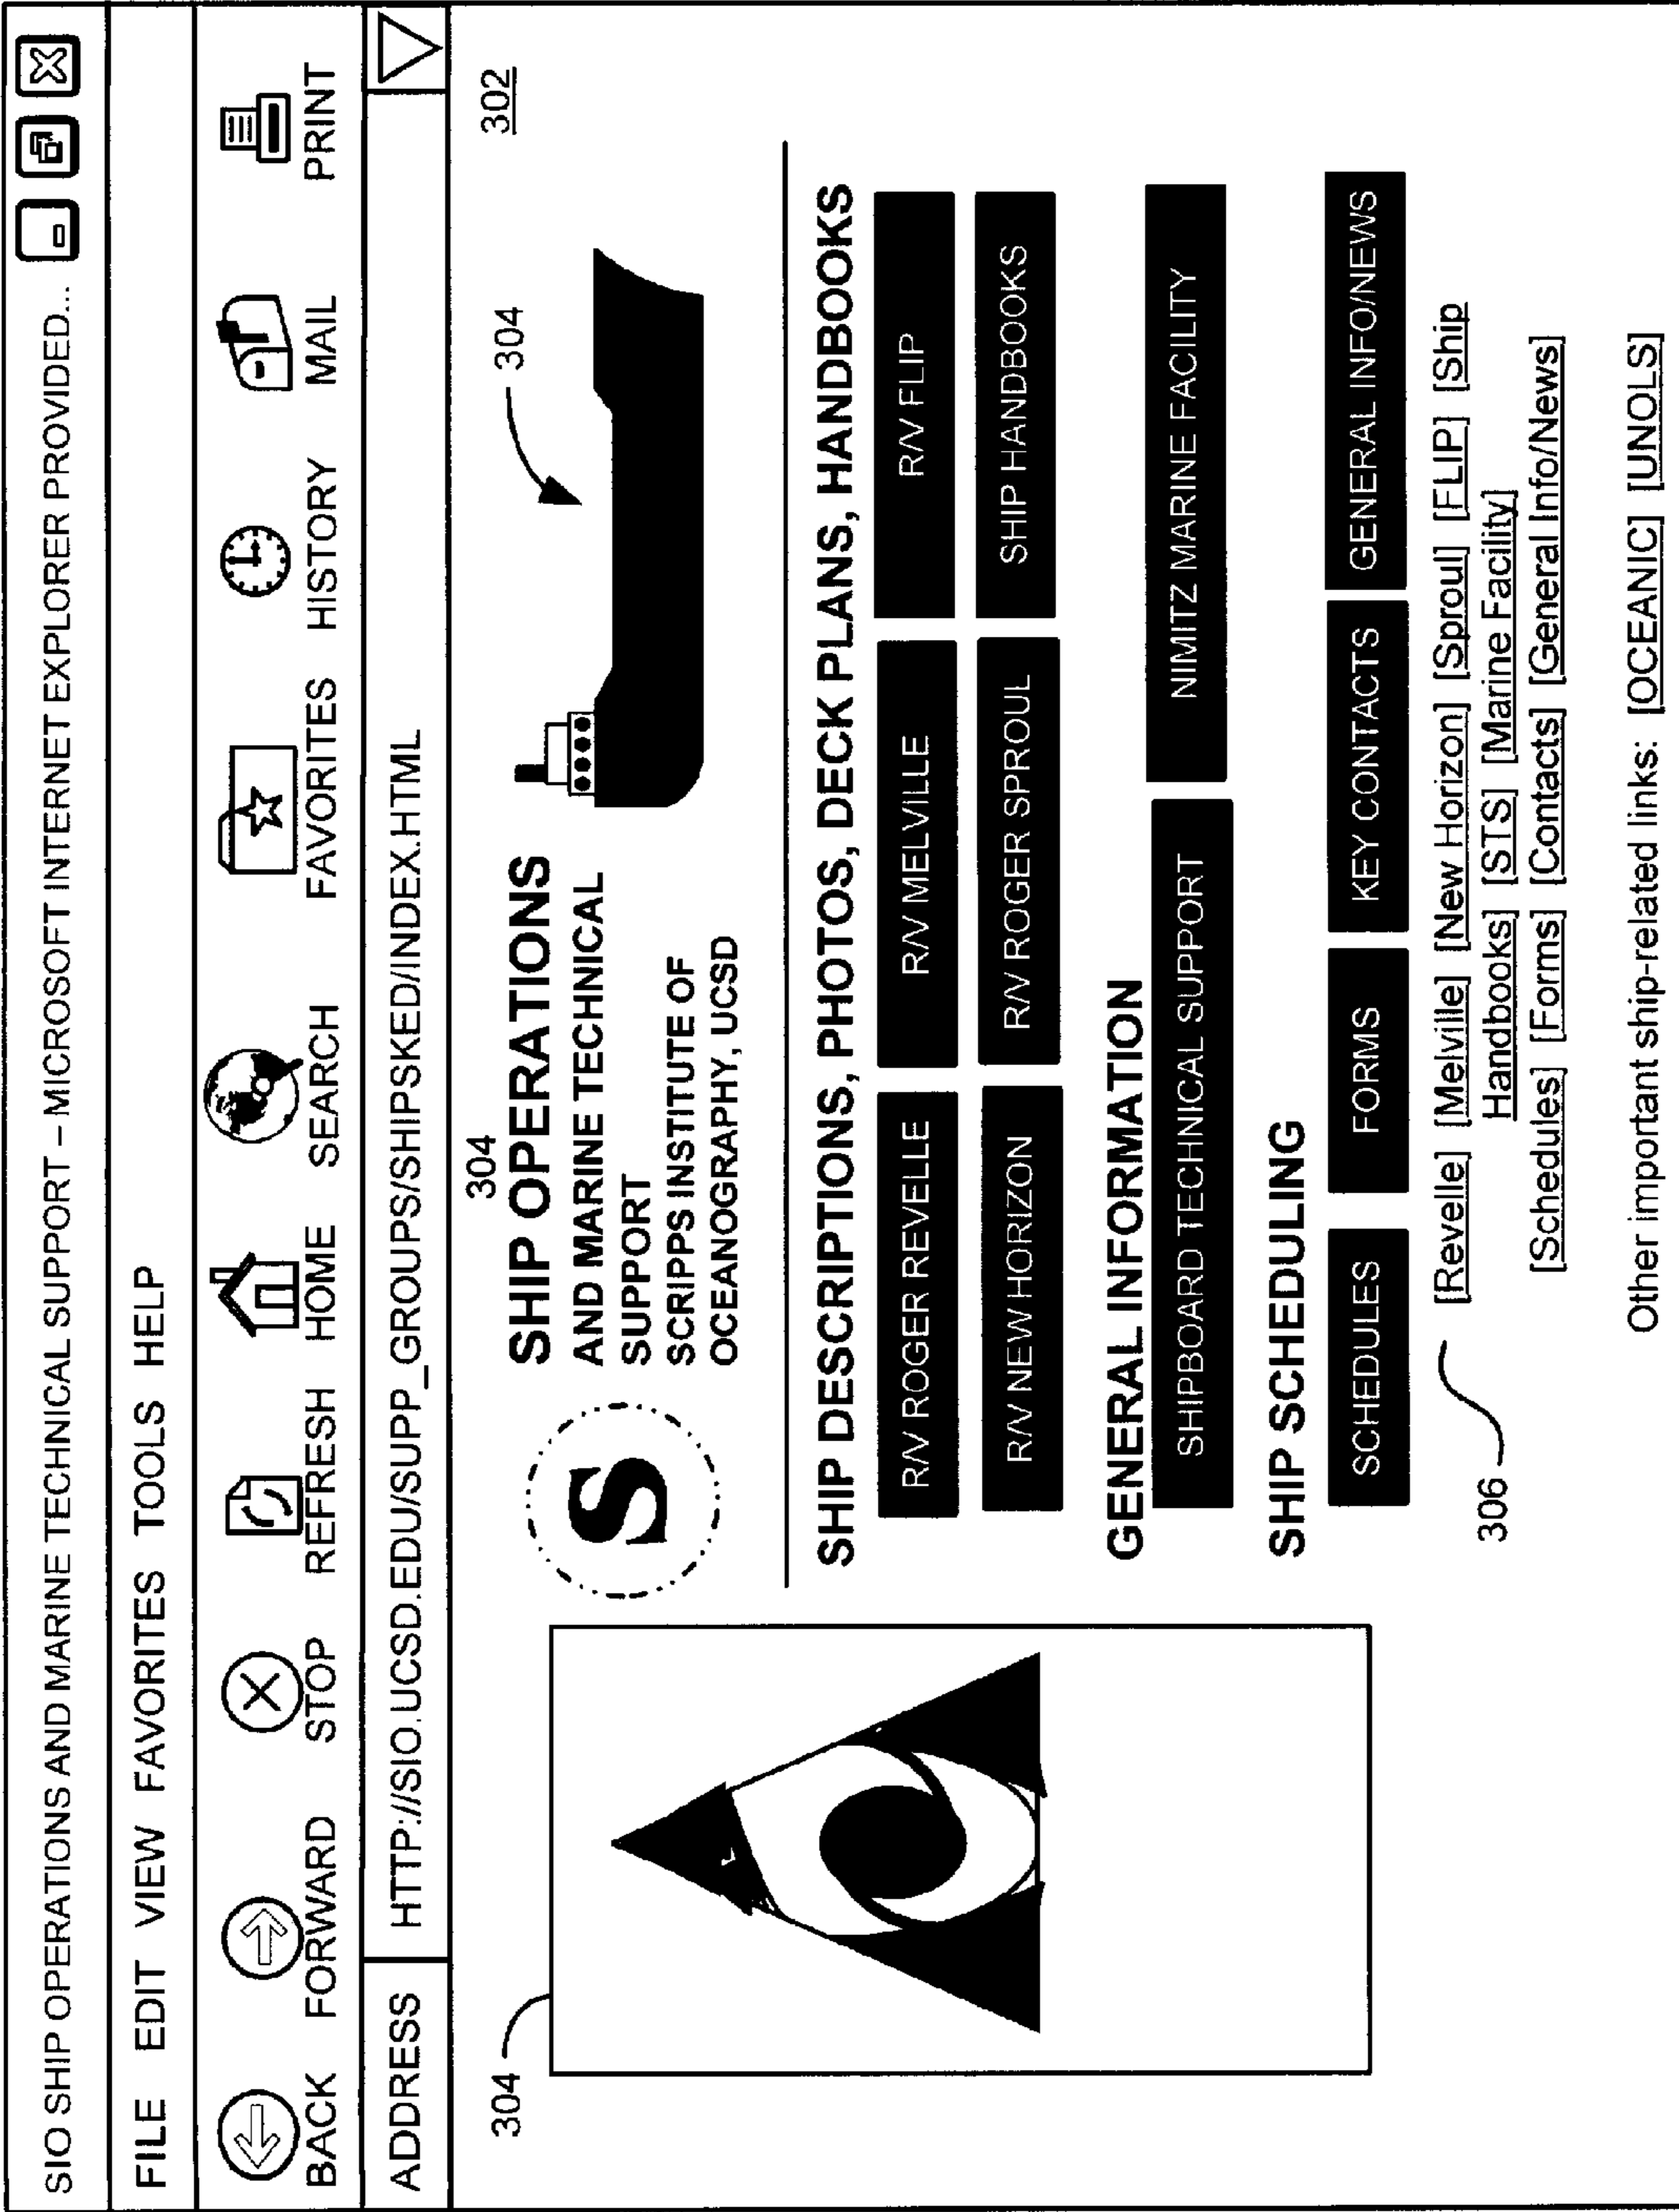 SIO SHIP OPERATIONS AND MARINE TECHNICAL SUPPORT – MICROSOFT INTERNET EXPLORER PROVIDED...
FILE EDIT VIEW FAVORITES TOOLS HELP
BACK FORWARD STOP REFRESH HOME SEARCH FAVORITES HISTORY MAIL PRINT
ADDRESS HTTP://SIO.UCSD.EDU/SUPP_GROUPS/SHIPSKED/INDEX.HTML
302
304
304
304
S
SHIP OPERATIONS
AND MARINE TECHNICAL
SUPPORT
SCRIPPS INSTITUTE OF
OCEANOGRAPHY, UCSD
SHIP DESCRIPTIONS, PHOTOS, DECK PLANS, HANDBOOKS
R/V ROGER REVELLE R/V MELVILLE R/V FLIP
R/V NEW HORIZON R/V ROGER SPROUL SHIP HANDBOOKS
GENERAL INFORMATION
SHIPBOARD TECHNICAL SUPPORT NIMITZ MARINE FACILITY
SHIP SCHEDULING
SCHEDULES FORMS KEY CONTACTS GENERAL INFO/NEWS
306
[Revelle] [Melville] [New Horizon] [Sproul] [FLIP] [Ship
Handbooks] [STS] [Marine Facility]
[Schedules] [Forms] [Contacts] [General Info/News]
Other important ship-related links: [OCEANIC] [UNOLS]